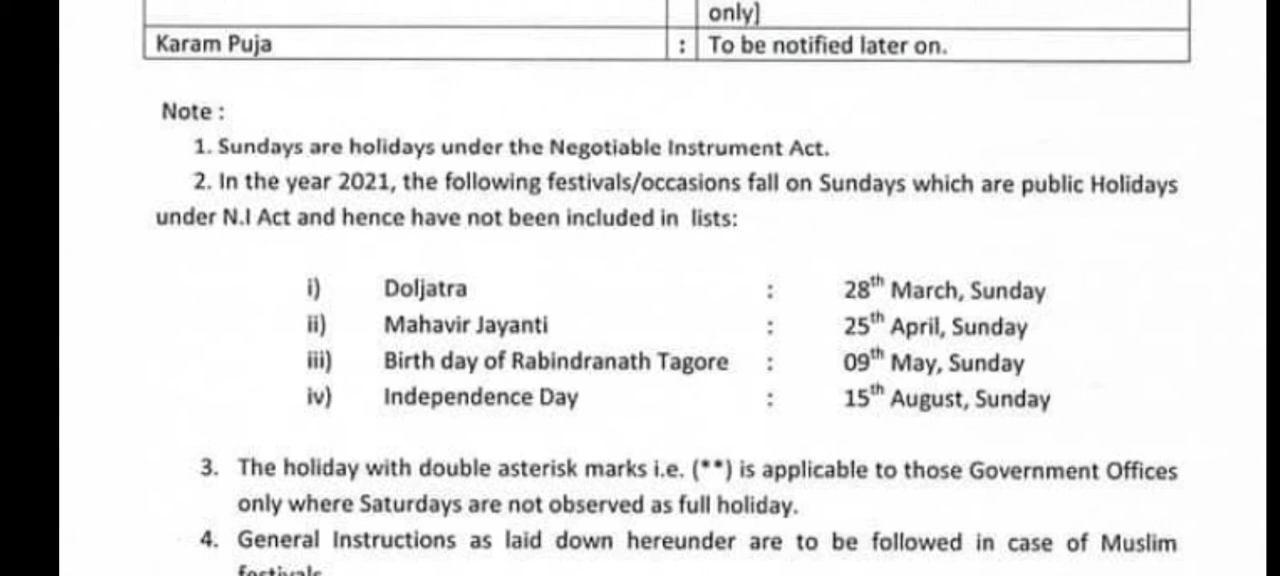 only]
Karam Puja : To be notified later on.
Note :
1. Sundays are holidays under the Negotiable Instrument Act.
2. In the year 2021, the following festivals/occasions fall on Sundays which are public Holidays
under N.I Act and hence have not been included in lists:
i) Doljatra : 28th March, Sunday
ii) Mahavir Jayanti : 25th April, Sunday
iii) Birth day of Rabindranath Tagore : 09th May, Sunday
iv) Independence Day : 15th August, Sunday
3. The holiday with double asterisk marks i.e. (**) is applicable to those Government Offices
only where Saturdays are not observed as full holiday.
4. General Instructions as laid down hereunder are to be followed in case of Muslim
festivals